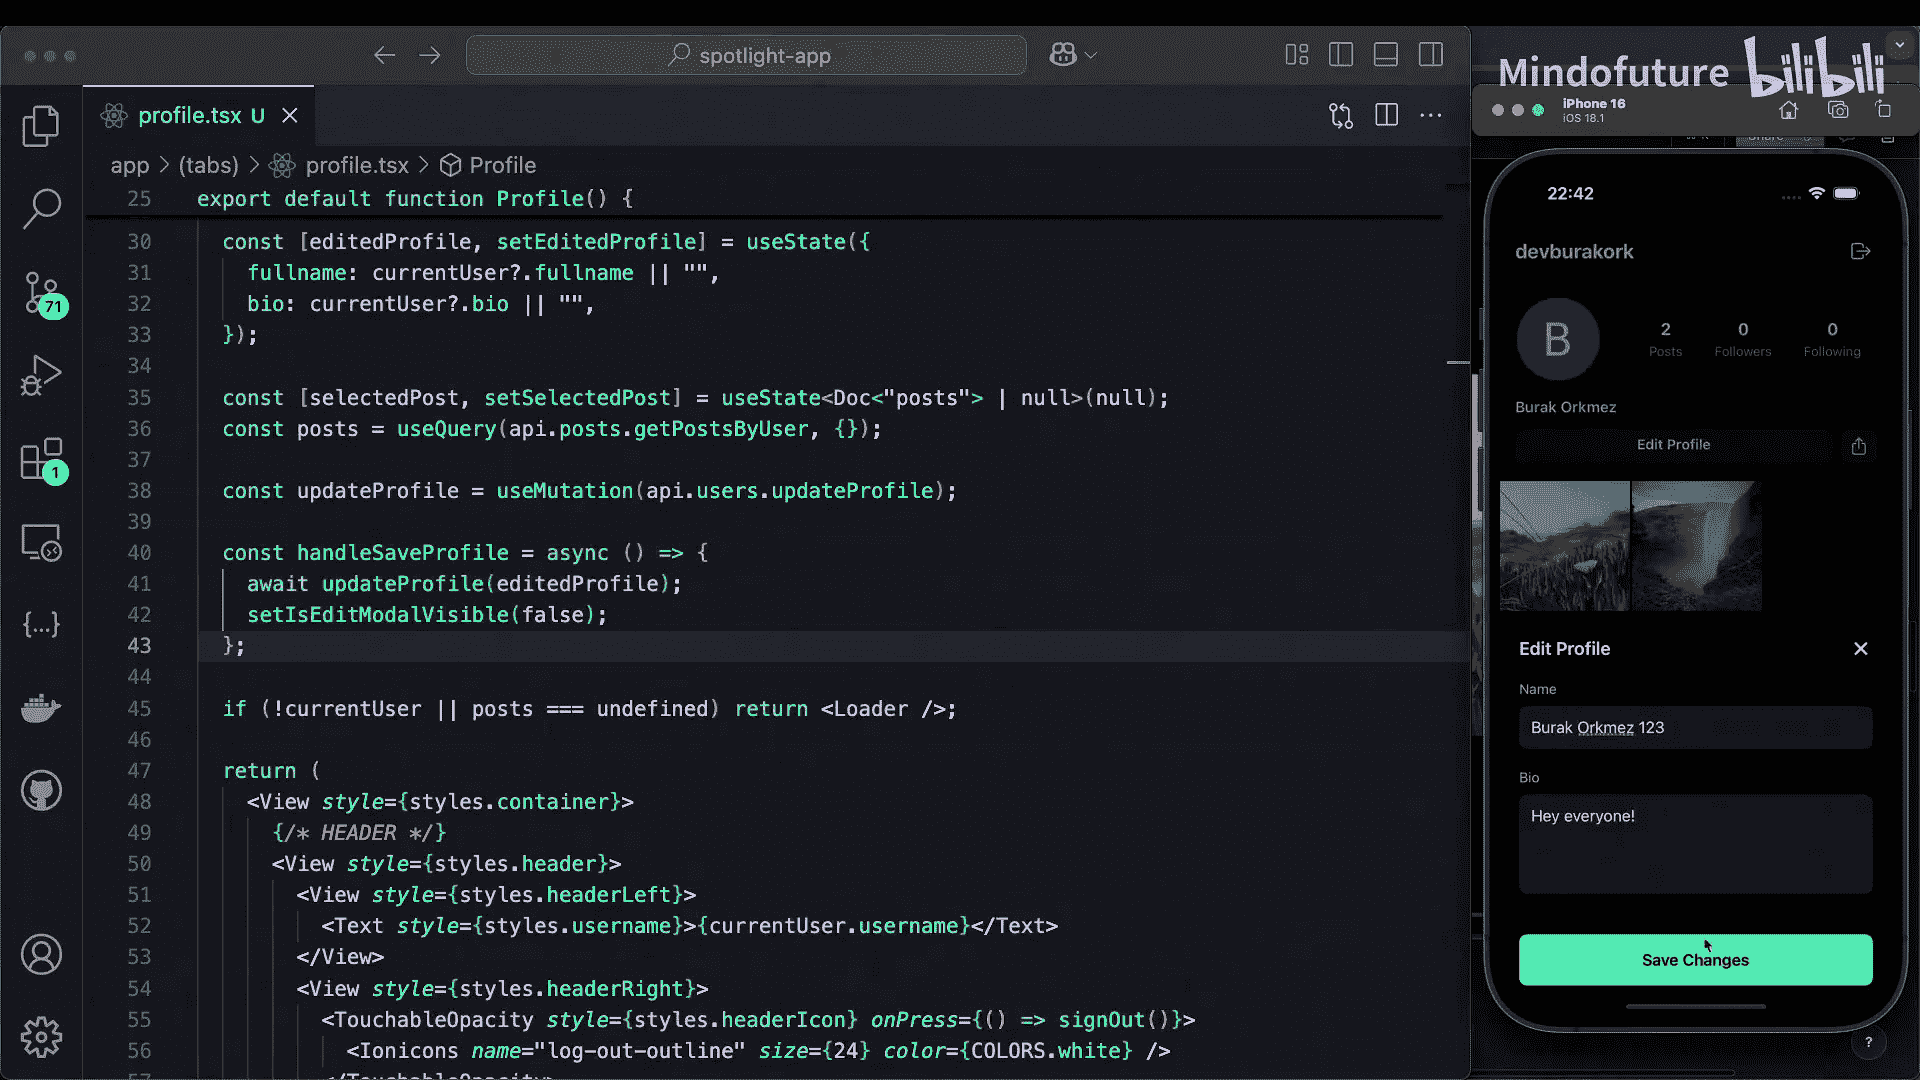 spotlight-app
profile.tsx U
app > (tabs) > profile.tsx > Profile
25 export default function Profile() {
30 const [editedProfile, setEditedProfile] = useState({
31 fullname: currentUser?.fullname || "",
32 bio: currentUser?.bio || "",
33 });
34
35 const [selectedPost, setSelectedPost] = useState<Doc<"posts"> | null>(null);
36 const posts = useQuery(api.posts.getPostsByUser, {});
37
38 const updateProfile = useMutation(api.users.updateProfile);
39
40 const handleSaveProfile = async () => {
41 await updateProfile(editedProfile);
42 setIsEditModalVisible(false);
43 };
44
45 if (!currentUser || posts === undefined) return <Loader />;
46
47 return (
48 <View style={styles.container}>
49 {/* HEADER */}
50 <View style={styles.header}>
51 <View style={styles.headerLeft}>
52 <Text style={styles.username}>{currentUser.username}</Text>
53 </View>
54 <View style={styles.headerRight}>
55 <TouchableOpacity style={styles.headerIcon} onPress={() => signOut()}>
56 <Ionicons name="log-out-outline" size={24} color={COLORS.white} />
71
1
Mindofuture bilibili
iPhone 16
iOS 18.1
22:42
devburakork
B
2 0 0
Posts Followers Following
Burak Orkmez
Edit Profile
Edit Profile
Name
Burak Orkmez 123
Bio
Hey everyone!
Save Changes
?